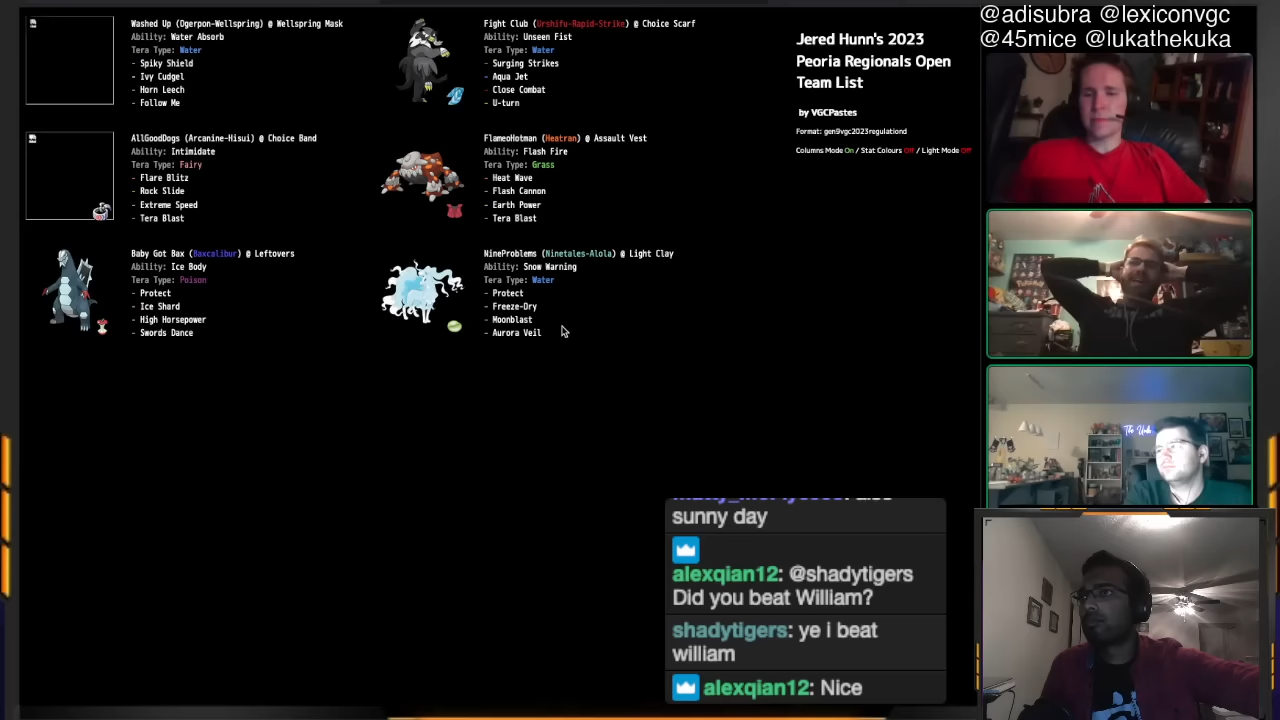 Washed Up (Ogerpon-Wellspring) @ Wellspring Mask
Ability: Water Absorb
Tera Type: Water
- Spiky Shield
- Ivy Cudgel
- Horn Leech
- Follow Me
Fight Club (Urshifu-Rapid-Strike) @ Choice Scarf
Ability: Unseen Fist
Tera Type: Water
- Surging Strikes
- Aqua Jet
- Close Combat
- U-turn
AllGoodDogs (Arcanine-Hisui) @ Choice Band
Ability: Intimidate
Tera Type: Fairy
- Flare Blitz
- Rock Slide
- Extreme Speed
- Tera Blast
FlameoHotman (Heatran) @ Assault Vest
Ability: Flash Fire
Tera Type: Grass
- Heat Wave
- Flash Cannon
- Earth Power
- Tera Blast
Baby Got Bax (Baxcalibur) @ Leftovers
Ability: Ice Body
Tera Type: Poison
- Protect
- Ice Shard
- High Horsepower
- Swords Dance
NineProblems (Ninetales-Alola) @ Light Clay
Ability: Snow Warning
Tera Type: Water
- Protect
- Freeze-Dry
- Moonblast
- Aurora Veil
Jered Hunn's 2023
Peoria Regionals Open
Team List
by VGCPastes
Format: gen9vgc2023regulationd
Columns Mode On / Stat Colours Off / Light Mode Off
@adisubra @lexiconvgc
@45mice @lukathekuka
sunny day
alexqian12: @shadytigers
Did you beat William?
shadytigers: ye i beat
william
alexqian12: Nice